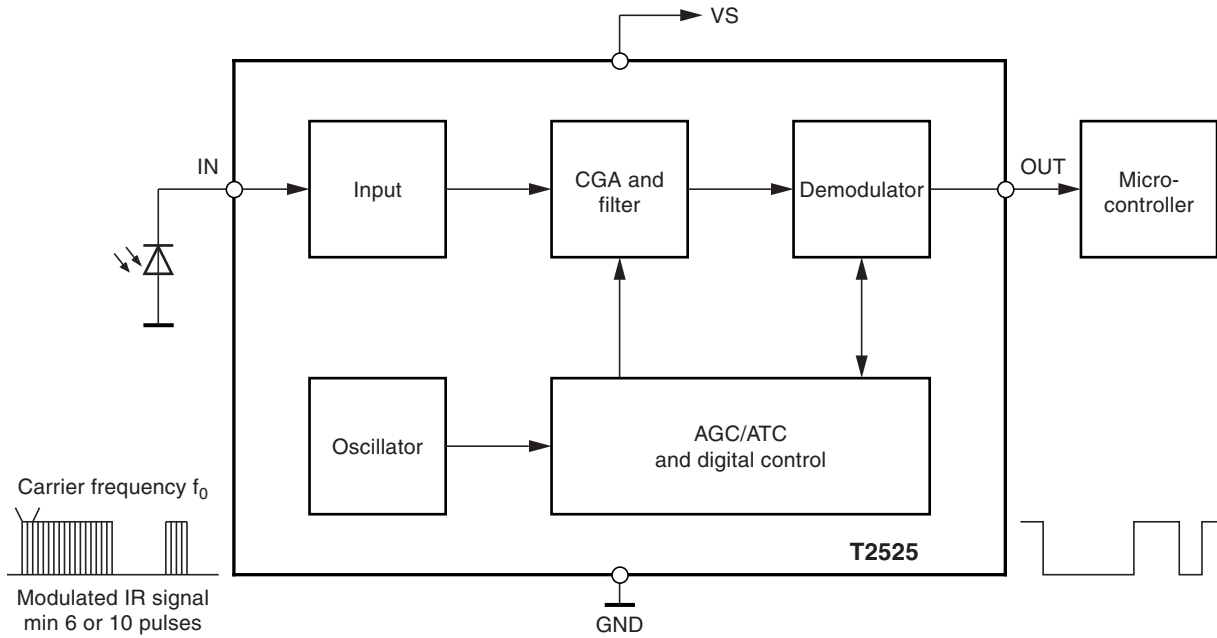 VS
IN
Input
CGA and
filter
Demodulator
OUT
Micro-
controller
Oscillator
AGC/ATC
and digital control
Carrier frequency f₀
T2525
Modulated IR signal
min 6 or 10 pulses
GND